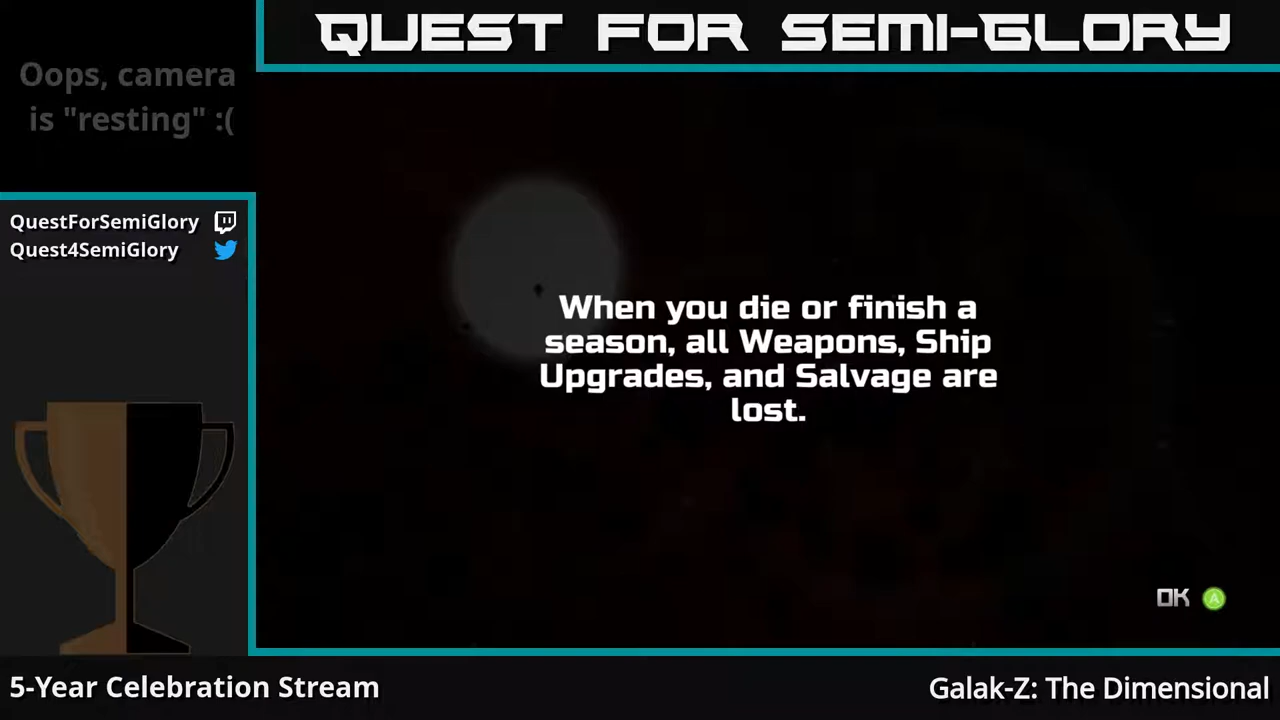 QUEST FOR SEMI-GLORY
Oops, camera
is "resting" :(
QuestForSemiGlory
Quest4SemiGlory
When you die or finish a
season, all Weapons, Ship
Upgrades, and Salvage are
lost.
OK A
5-Year Celebration Stream
Galak-Z: The Dimensional